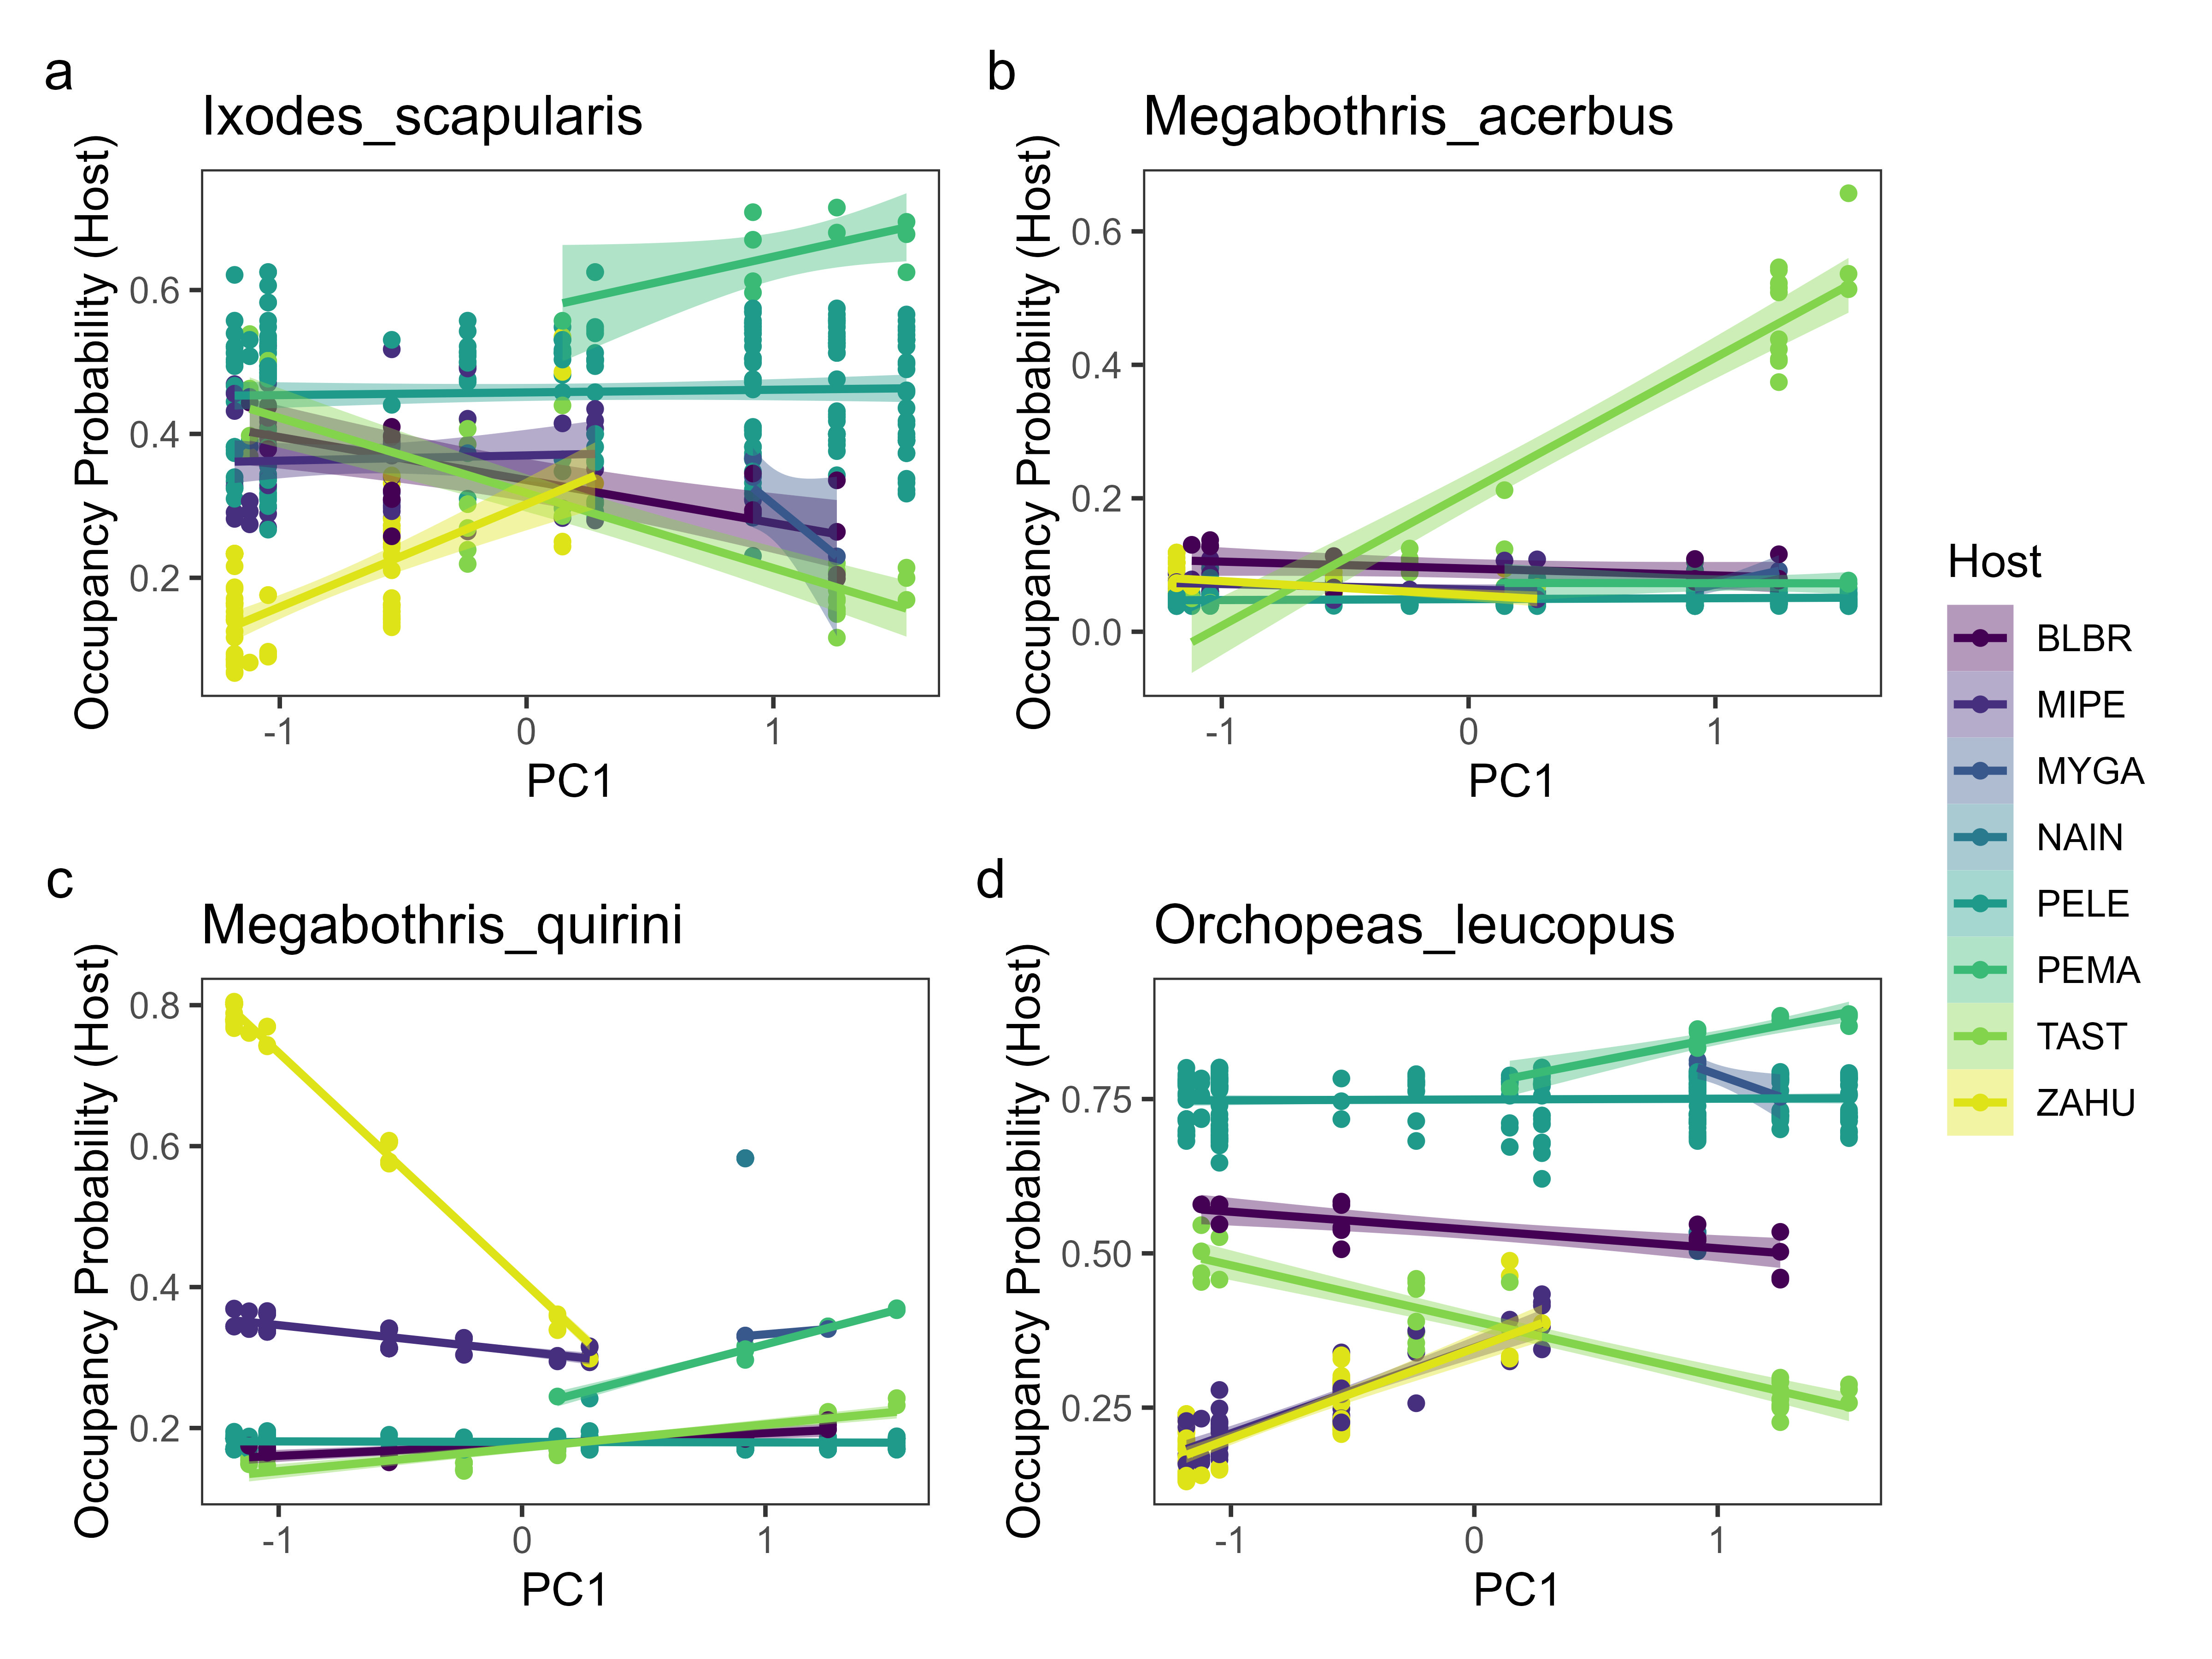 a
Ixodes_scapularis
Occupancy Probability (Host)
0.6
0.4
0.2
-1
0
1
PC1
b
Megabothris_acerbus
Occupancy Probability (Host)
0.6
0.4
0.2
0.0
-1
0
1
PC1
c
Megabothris_quirini
Occupancy Probability (Host)
0.8
0.6
0.4
0.2
-1
0
1
PC1
d
Orchopeas_leucopus
Occupancy Probability (Host)
0.75
0.50
0.25
-1
0
1
PC1
Host
BLBR
MIPE
MYGA
NAIN
PELE
PEMA
TAST
ZAHU